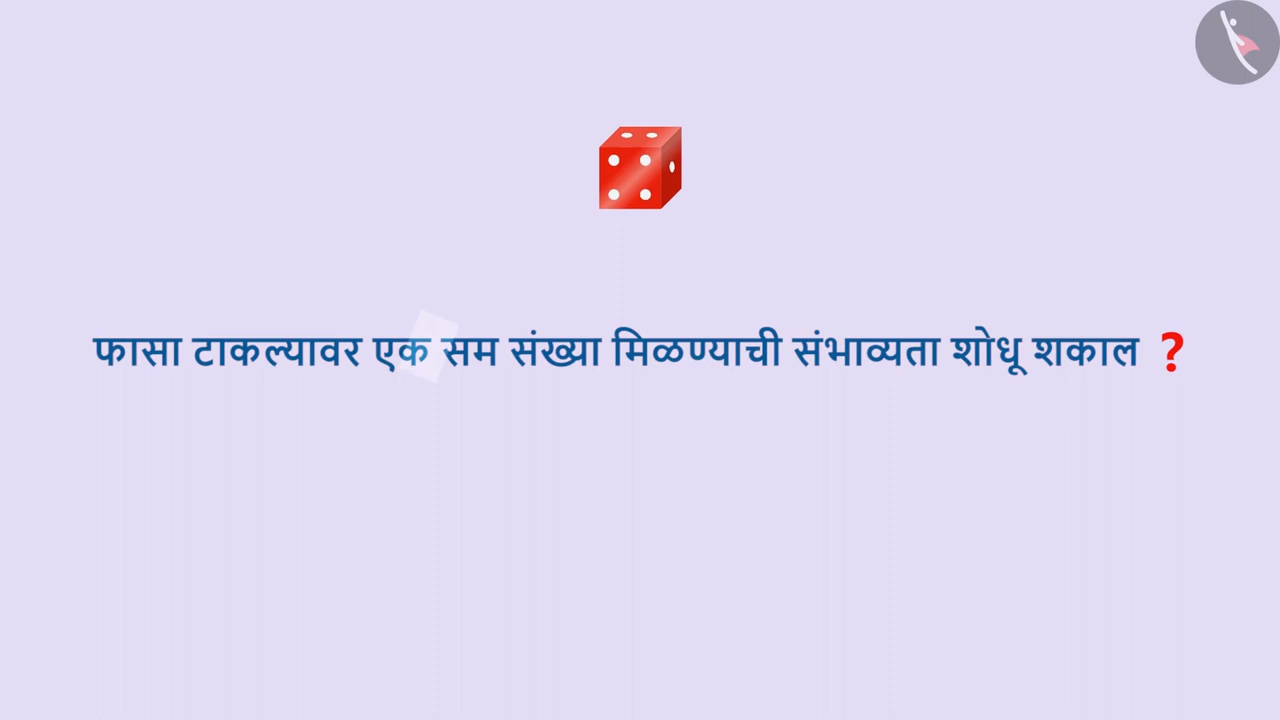 फासा टाकल्यावर एक सम संख्या मिळण्याची संभाव्यता शोधू शकाल ?